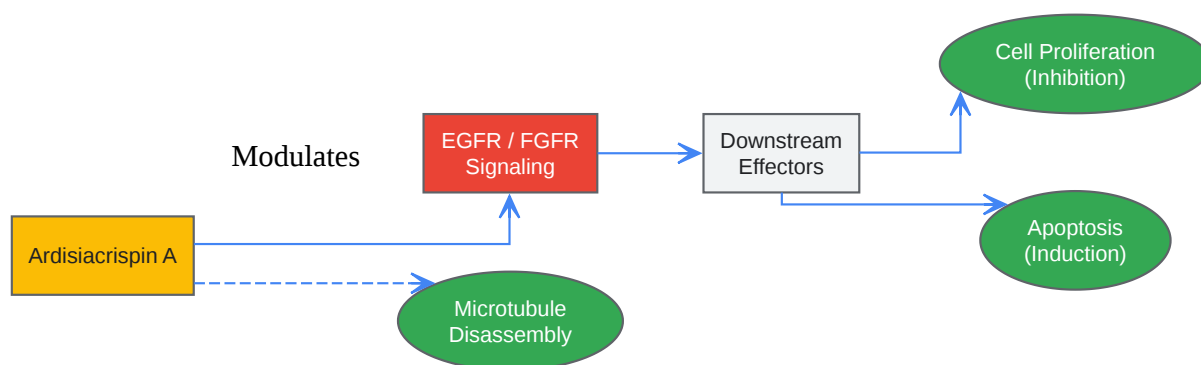 Cell Proliferation
(Inhibition)
Modulates
EGFR / FGFR
Signaling
Downstream
Effectors
Ardisiacrispin A
Apoptosis
(Induction)
Microtubule
Disassembly